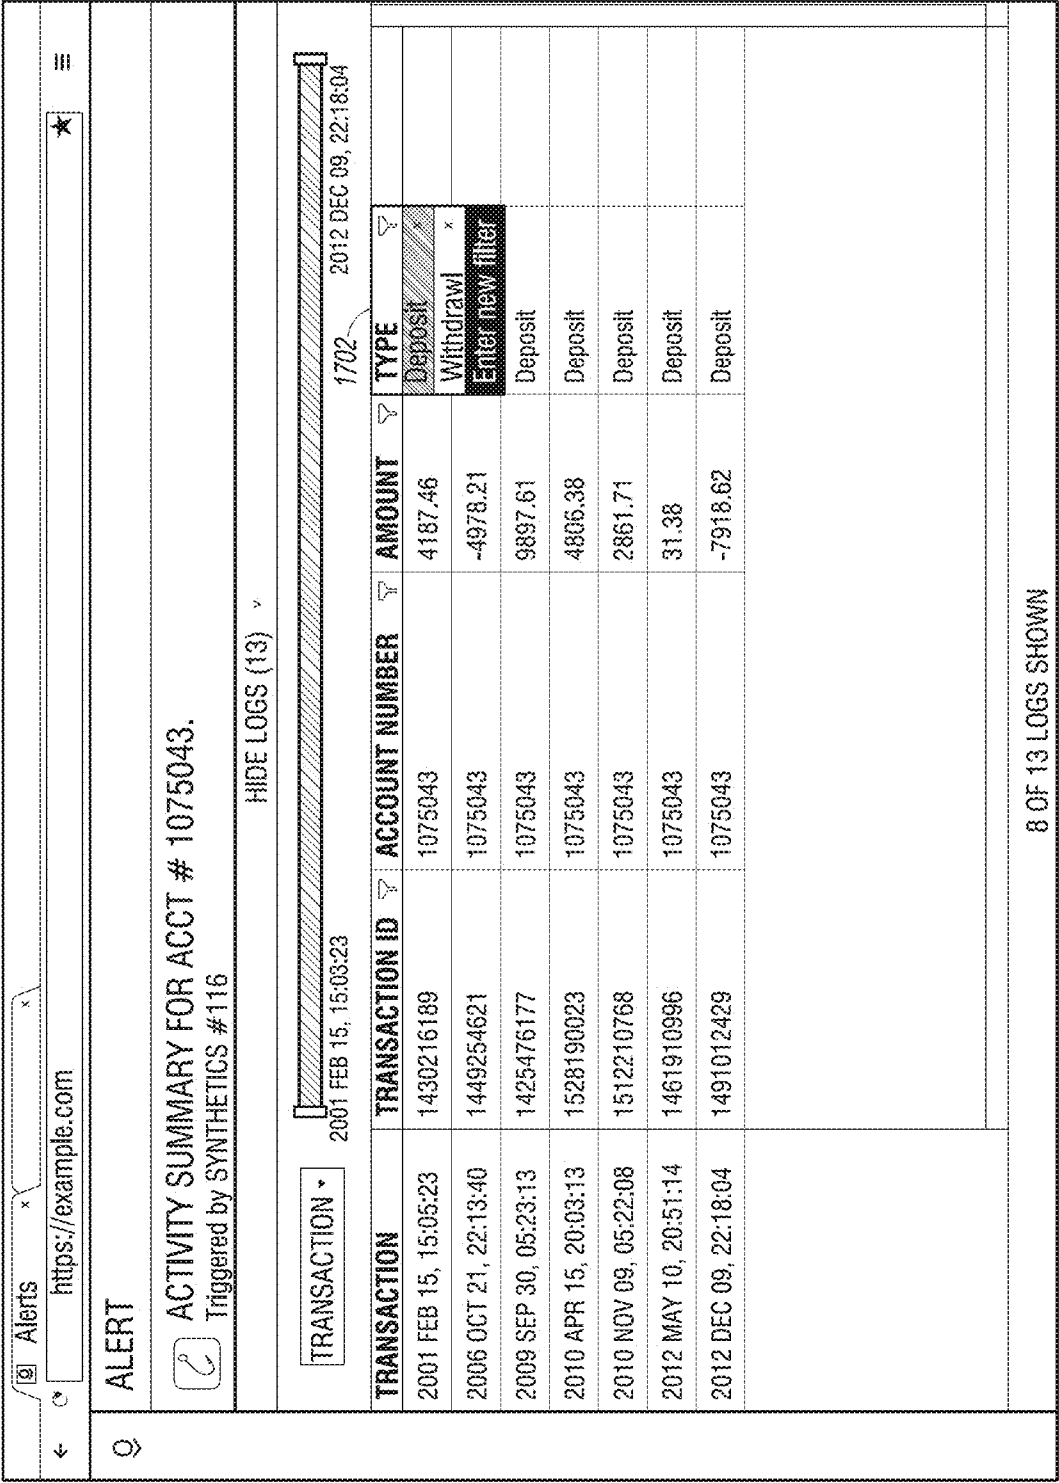 Alerts
https://example.com
ALERT
ACTIVITY SUMMARY FOR ACCT # 1075043.
Triggered by SYNTHETICS #116
HIDE LOGS (13)
TRANSACTION
2001 FEB 15, 15:03:23 2012 DEC 09, 22:18:04
1702
TRANSACTION TRANSACTION ID ACCOUNT NUMBER AMOUNT TYPE
2001 FEB 15, 15:05:23 1430216189 1075043 4187.46 Deposit
Withdrawl
2006 OCT 21, 22:13:40 1449254621 1075043 -4978.21 Enter new filter
2009 SEP 30, 05:23:13 1425476177 1075043 9897.61 Deposit
2010 APR 15, 20:03:13 1528190023 1075043 4806.38 Deposit
2010 NOV 09, 05:22:08 1512210768 1075043 2861.71 Deposit
2012 MAY 10, 20:51:14 1461910996 1075043 31.38 Deposit
2012 DEC 09, 22:18:04 1491012429 1075043 -7918.62 Deposit
8 OF 13 LOGS SHOWN